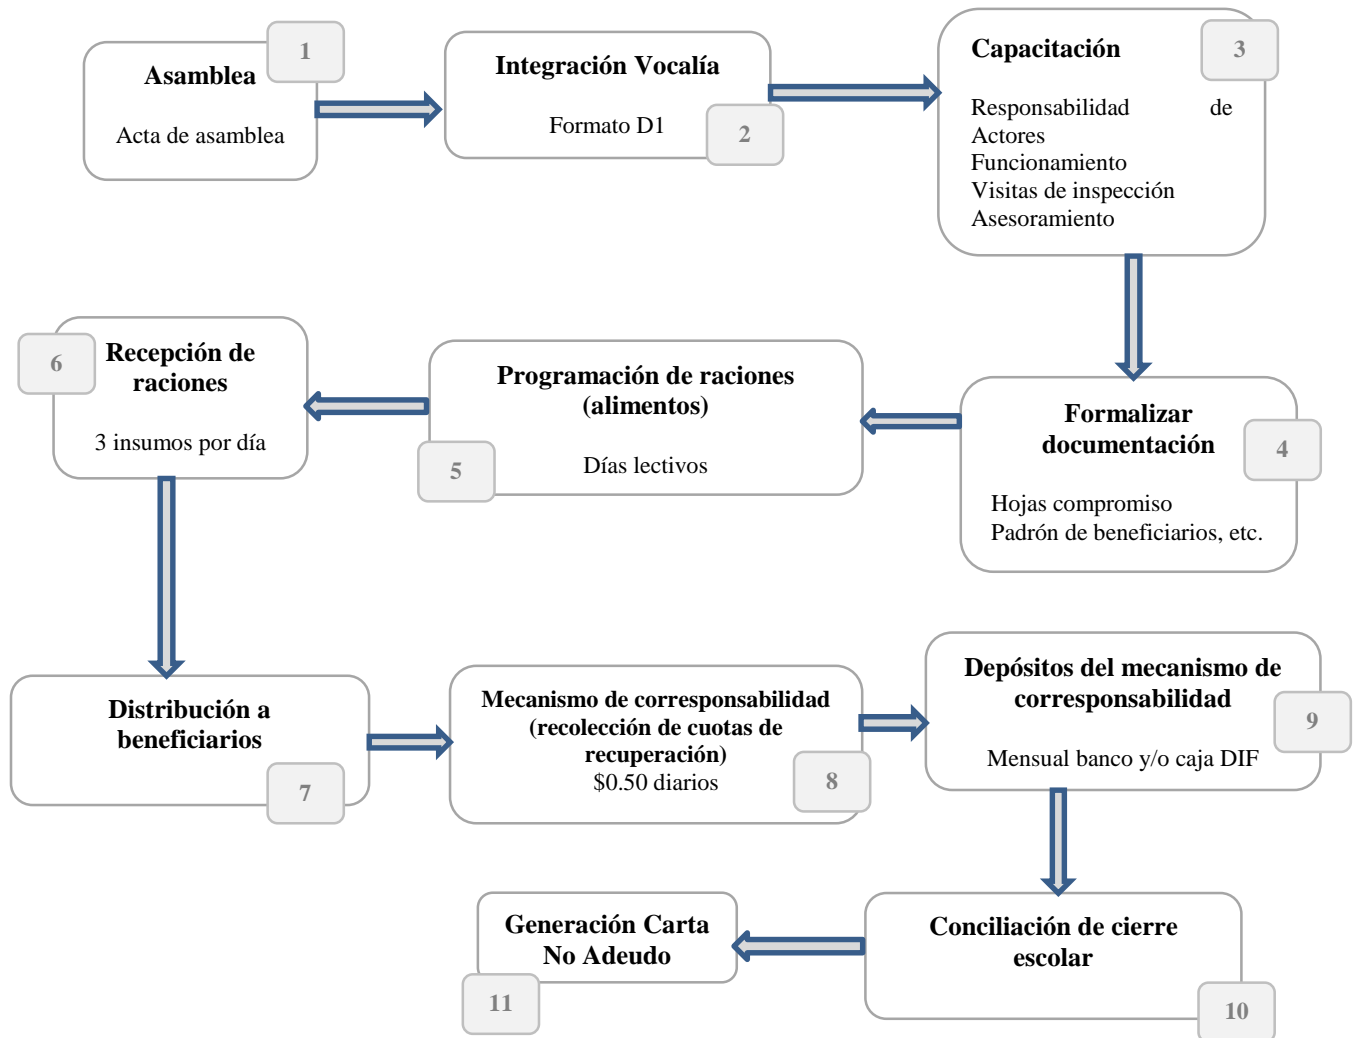 1
Asamblea
Acta de asamblea
Integración Vocalía
Formato D1
2
Capacitación
3
Responsabilidad de
Actores
Funcionamiento
Visitas de inspección
Asesoramiento
Formalizar
documentación
4
Hojas compromiso
Padrón de beneficiarios, etc.
Programación de raciones
(alimentos)
Días lectivos
5
6
Recepción de
raciones
3 insumos por día
Distribución a
beneficiarios
7
Mecanismo de corresponsabilidad
(recolección de cuotas de
recuperación)
$0.50 diarios
8
Depósitos del mecanismo de
corresponsabilidad
9
Mensual banco y/o caja DIF
Conciliación de cierre
escolar
10
Generación Carta
No Adeudo
11